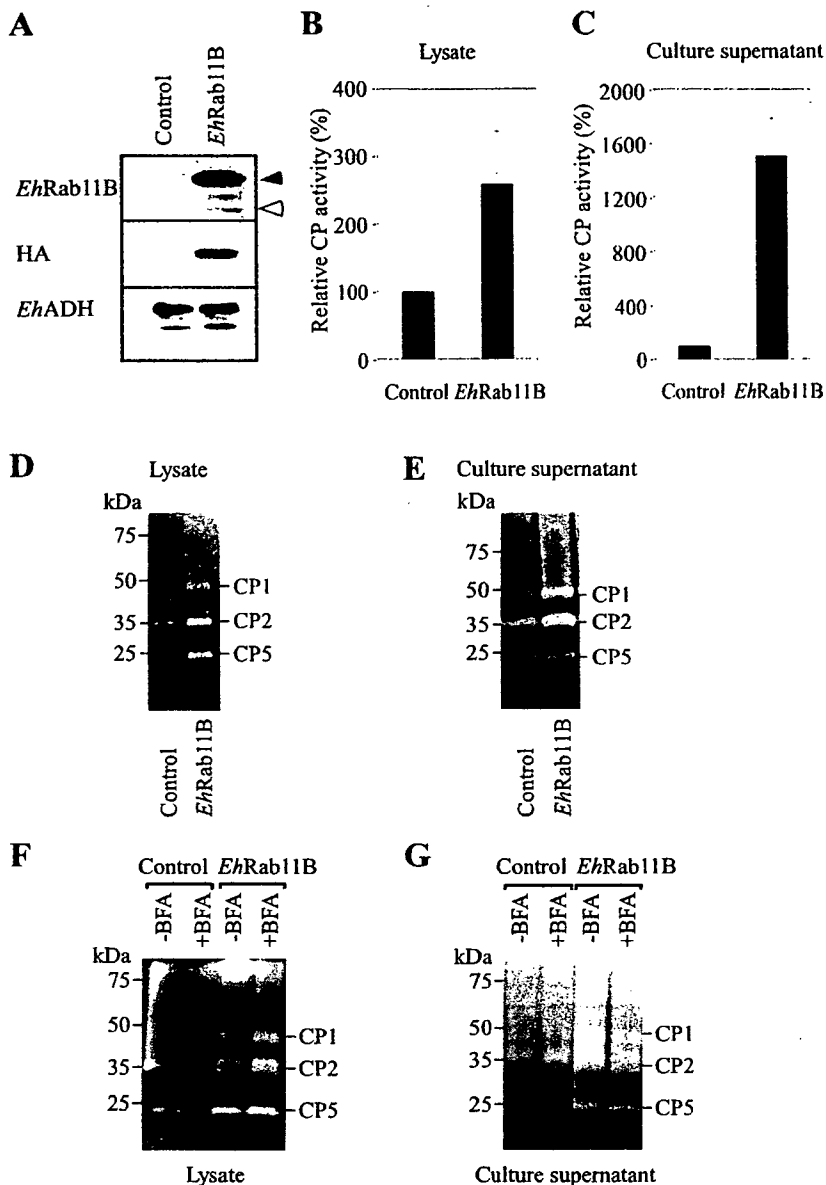 A
Control
EhRab11B
EhRab11B
HA
EhADH
B
Lysate
Relative CP activity (%)
400
300
200
100
0
Control EhRab11B
C
Culture supernatant
Relative CP activity (%)
2000
1600
1200
800
400
0
Control EhRab11B
D
Lysate
kDa
75
50
35
25
CP1
CP2
CP5
Control
EhRab11B
E
Culture supernatant
kDa
75
50
35
25
CP1
CP2
CP5
Control
EhRab11B
F
Control EhRab11B
-BFA
+BFA
-BFA
+BFA
kDa
75
50
35
25
CP1
CP2
CP5
Lysate
G
Control EhRab11B
-BFA
+BFA
-BFA
+BFA
kDa
75
50
35
25
CP1
CP2
CP5
Culture supernatant